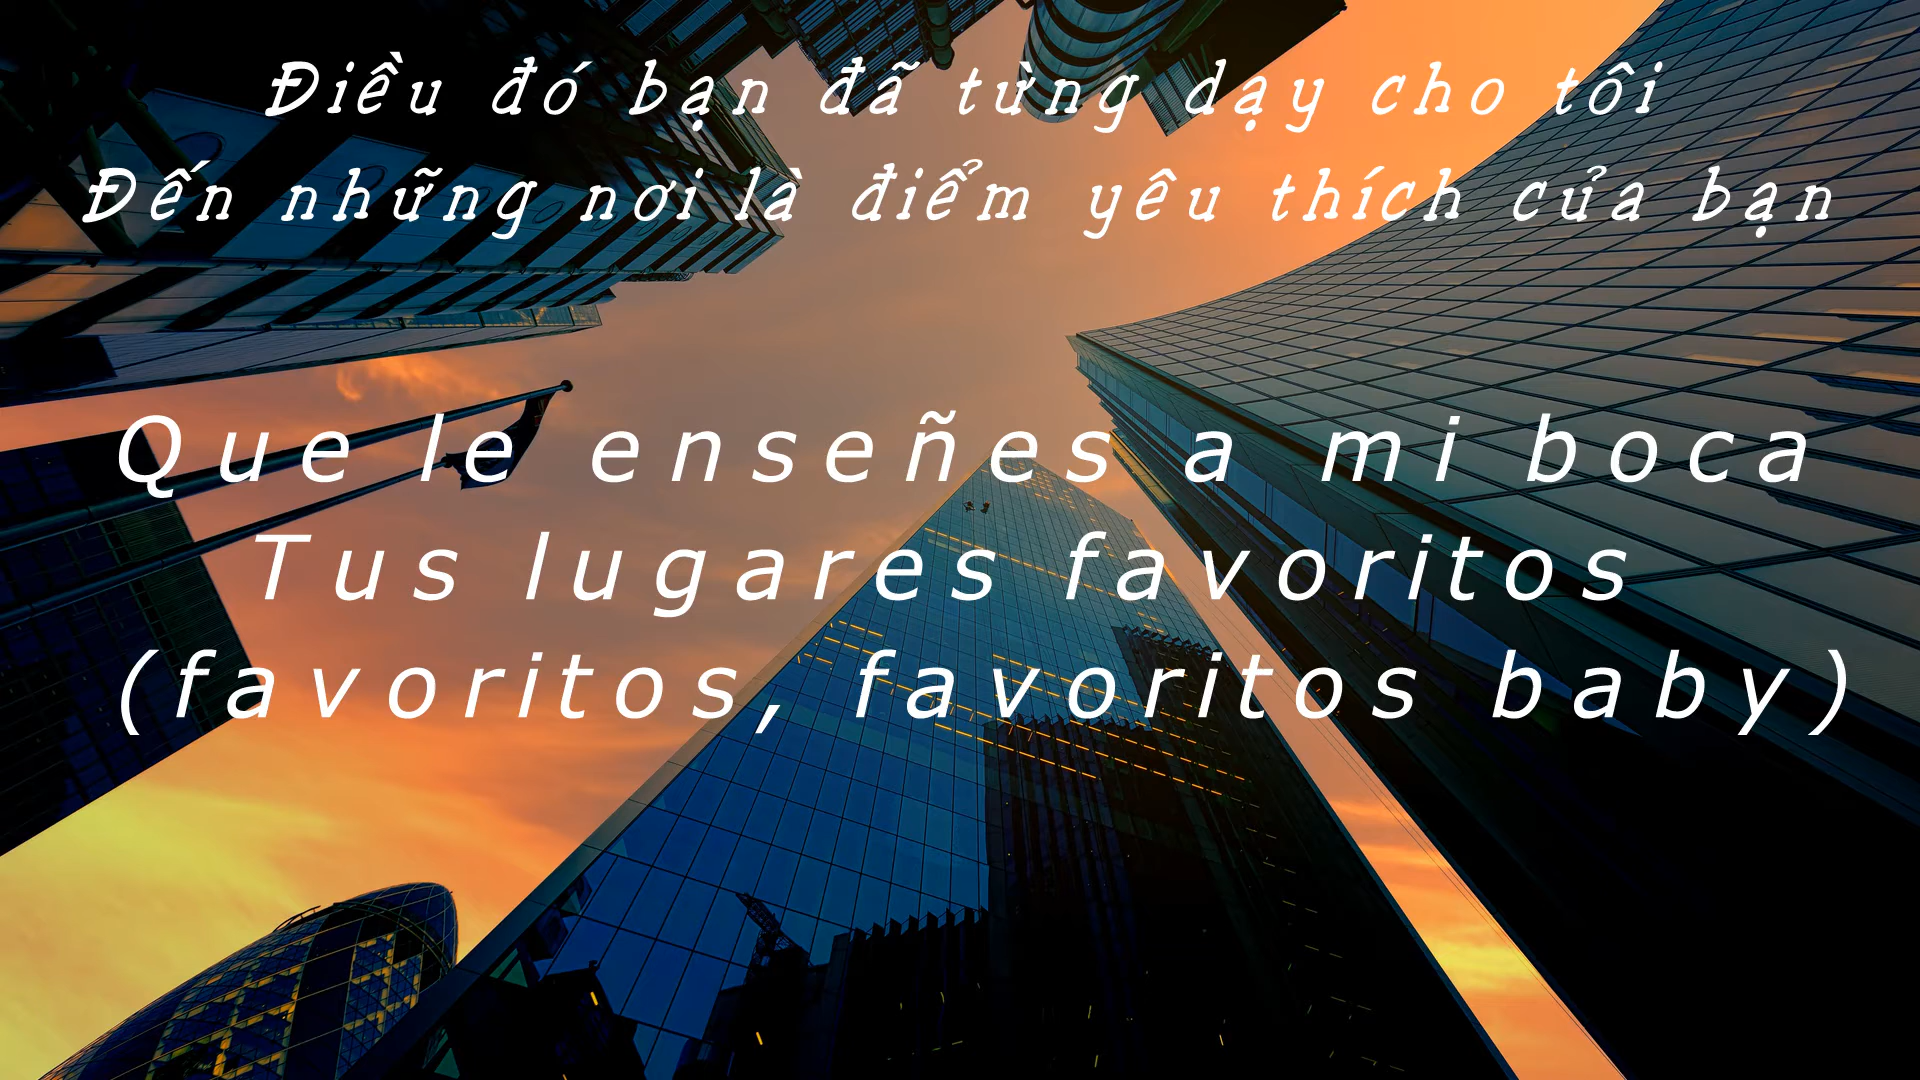 Điều đó bạn đã từng dạy cho tôi
Đến những nơi là điểm yêu thích của bạn
Que le enseñes a mi boca
Tus lugares favoritos
(favoritos, favoritos baby)